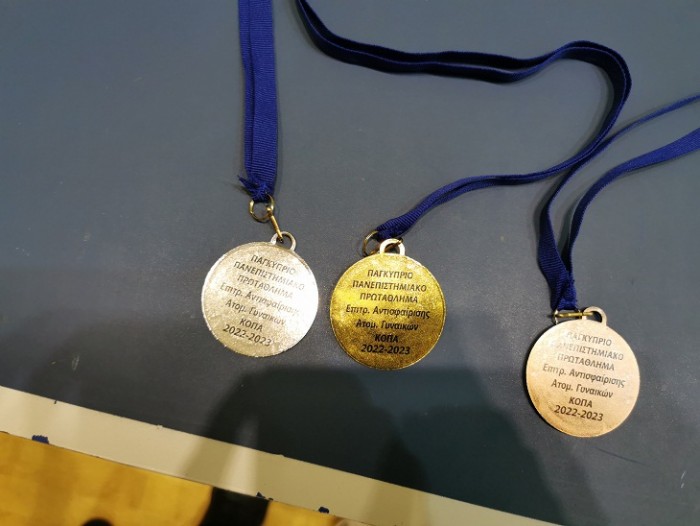 ΠΑΓΚΥΠΡΙΟ
ΠΑΝΕΠΙΣΤΗΜΙΑΚΟ
ΠΡΩΤΑΘΛΗΜΑ
Επιτρ. Αντισφαίρισης
Ατομ. Γυναικών
ΚΟΠΑ
2022-2023
ΠΑΓΚΥΠΡΙΟ
ΠΑΝΕΠΙΣΤΗΜΙΑΚΟ
ΠΡΩΤΑΘΛΗΜΑ
Επιτρ. Αντισφαίρισης
Ατομ. Γυναικών
ΚΟΠΑ
2022-2023
ΠΑΓΚΥΠΡΙΟ
ΠΑΝΕΠΙΣΤΗΜΙΑΚΟ
ΠΡΩΤΑΘΛΗΜΑ
Επιτρ. Αντισφαίρισης
Ατομ. Γυναικών
ΚΟΠΑ
2022-2023